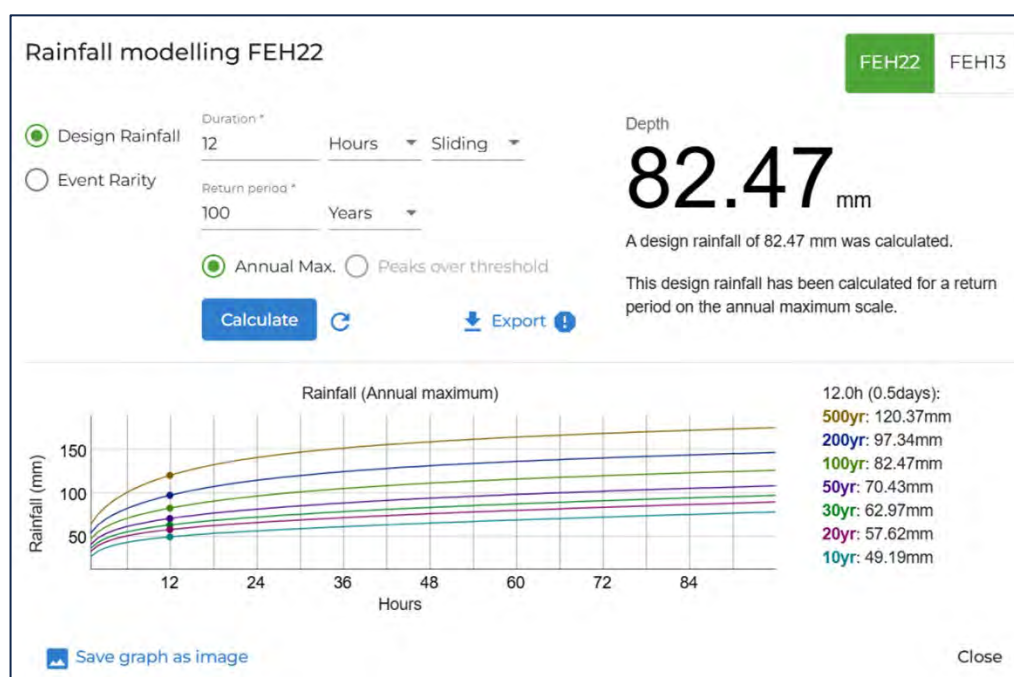 Rainfall modelling FEH22
FEH22 FEH13
Design Rainfall
Event Rarity
Duration *
12 Hours Sliding
Return period *
100 Years
Annual Max. Peaks over threshold
Calculate
Export
Depth
82.47 mm
A design rainfall of 82.47 mm was calculated.
This design rainfall has been calculated for a return
period on the annual maximum scale.
Rainfall (Annual maximum)
Rainfall (mm)
150
100
50
12 24 36 48 60 72 84
Hours
12.0h (0.5days):
500yr: 120.37mm
200yr: 97.34mm
100yr: 82.47mm
50yr: 70.43mm
30yr: 62.97mm
20yr: 57.62mm
10yr: 49.19mm
Save graph as image
Close